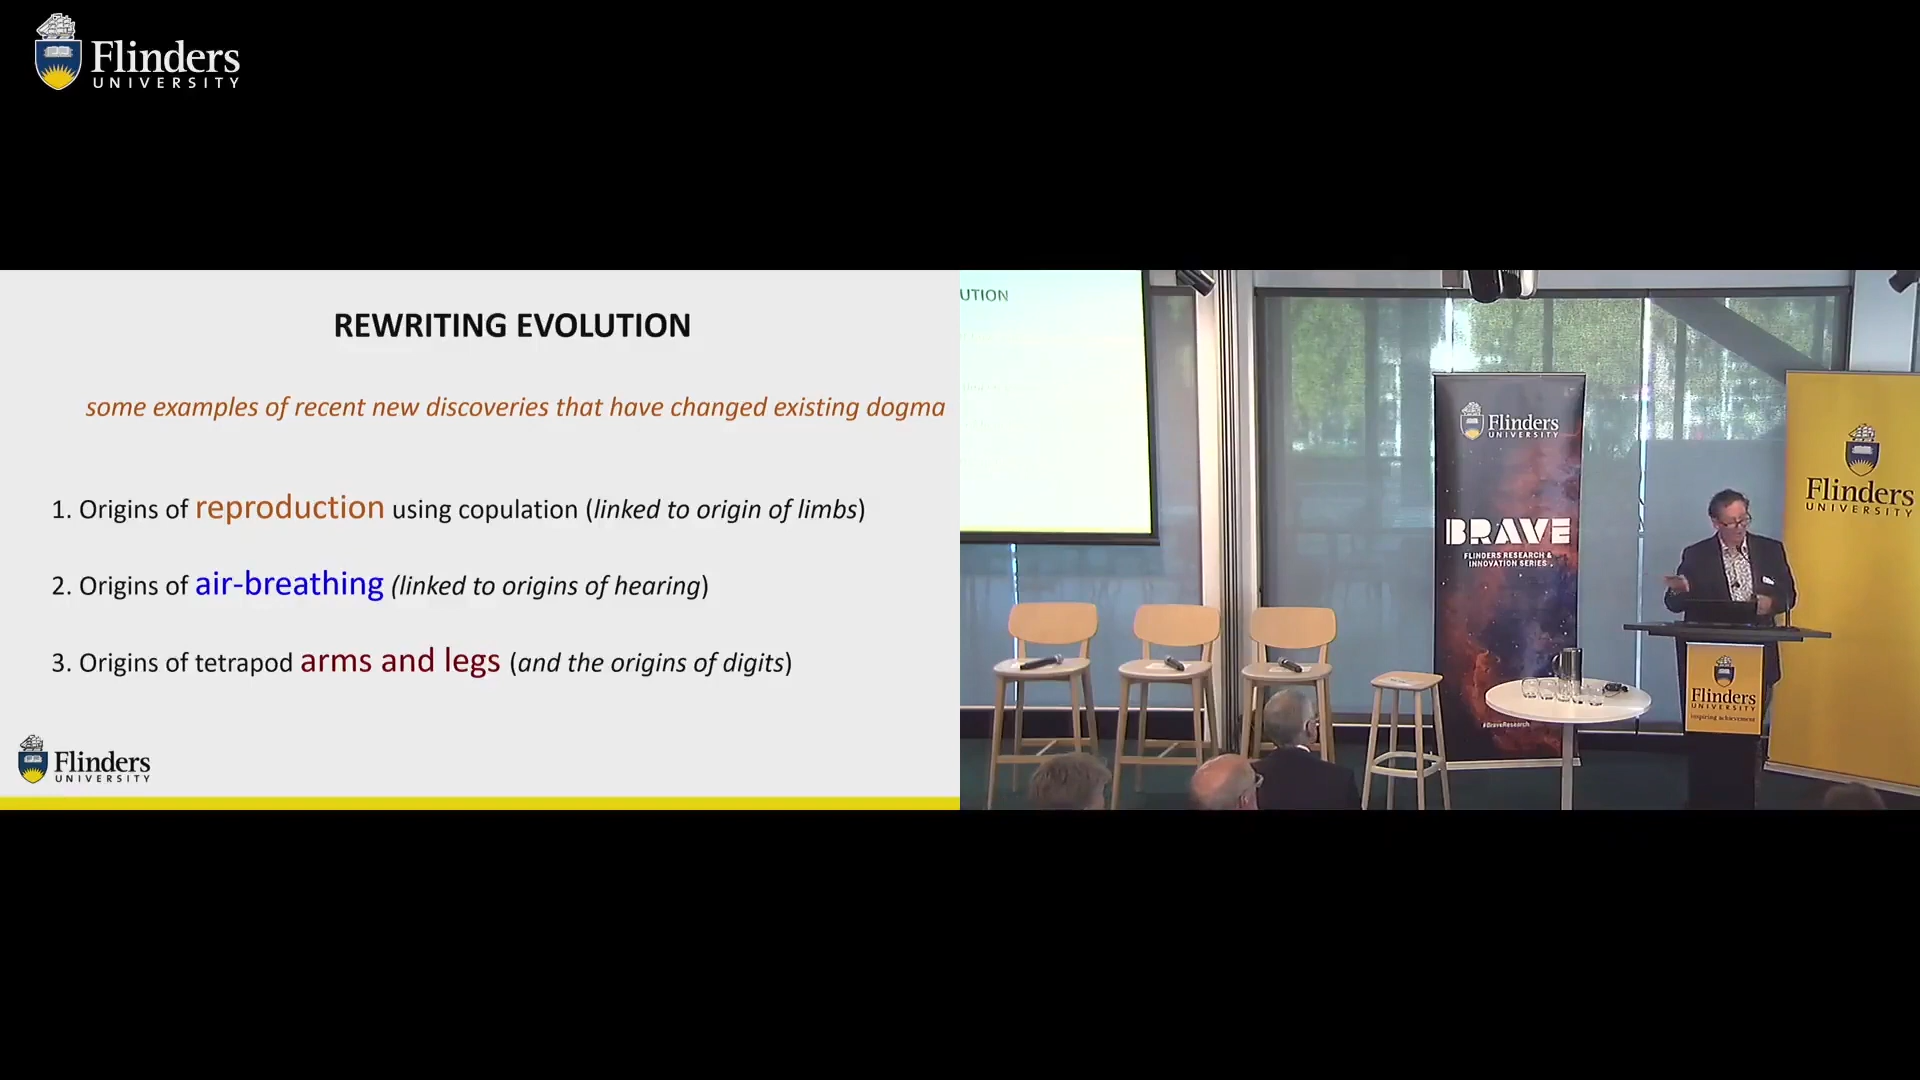 Flinders
UNIVERSITY
REWRITING EVOLUTION
some examples of recent new discoveries that have changed existing dogma
1. Origins of reproduction using copulation (linked to origin of limbs)
2. Origins of air-breathing (linked to origins of hearing)
3. Origins of tetrapod arms and legs (and the origins of digits)
Flinders
UNIVERSITY
UTION
Flinders
UNIVERSITY
BRAVE
FLINDERS RESEARCH &
INNOVATION SERIES
#BraveResearch
Flinders
UNIVERSITY
Flinders
UNIVERSITY
inspiring achievement